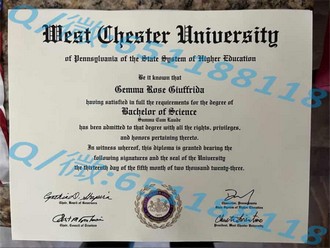 West Chester University
of Pennsylvania of the State System of Higher Education
Be it known that
Gemma Rose Giuffrida
having satisfied in full the requirements for the degree of
Bachelor of Science
Summa Cum Laude
has been admitted to that degree with all the rights, privileges,
and honors pertaining thereto.
In witness whereof, this diploma is granted bearing the
following signatures and the seal of the University
the thirteenth day of the fifth month of two thousand twenty-three.
Q/微:651188118